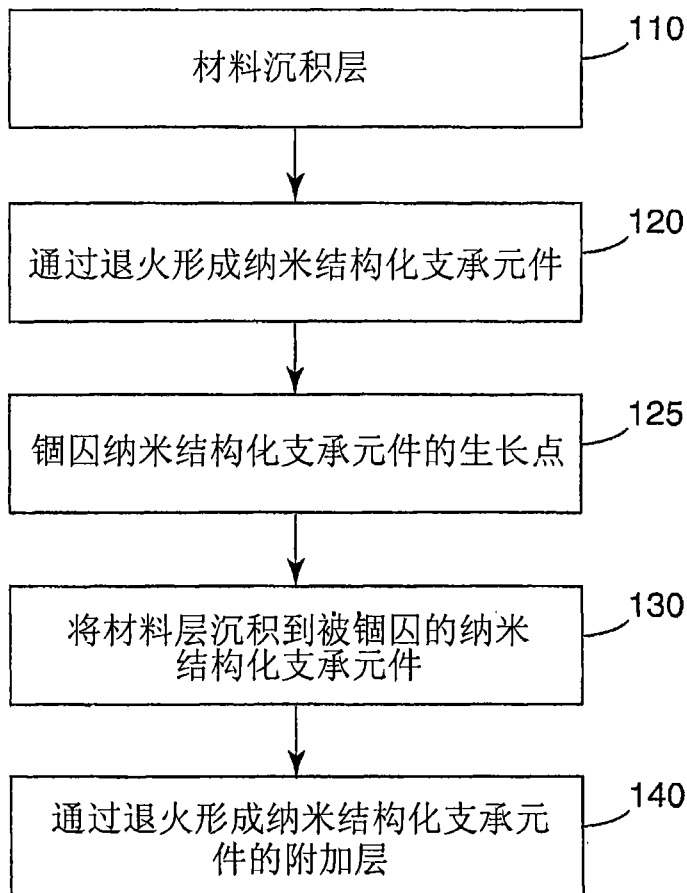 110
材料沉积层
120
通过退火形成纳米结构化支承元件
125
锢囚纳米结构化支承元件的生长点
130
将材料层沉积到被锢囚的纳米
结构化支承元件
140
通过退火形成纳米结构化支承元
件的附加层